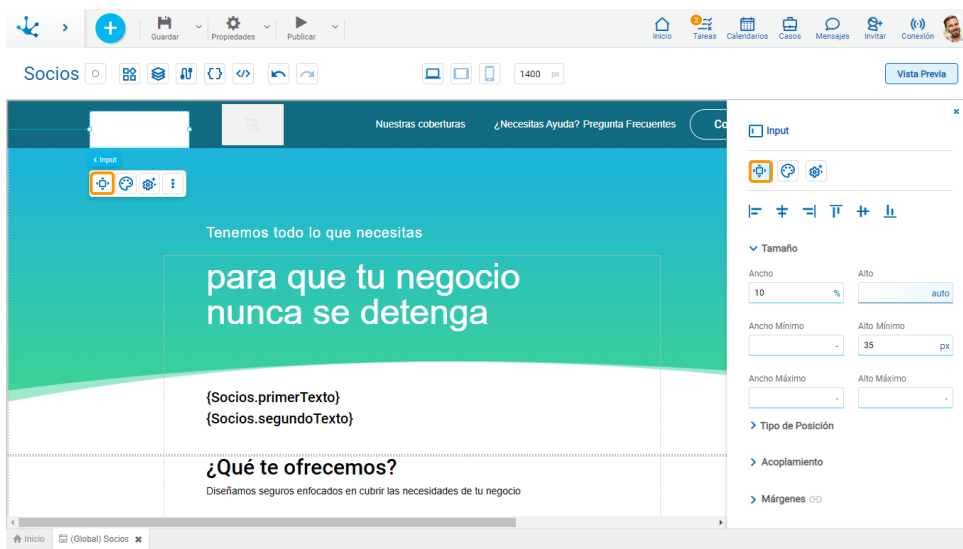 Guardar
Propiedades
Publicar
Inicio
2
Tareas
Calendarios
Casos
Mensajes
Invitar
Conexión
Socios
1400 px
Vista Previa
Nuestras coberturas
¿Necesitas Ayuda? Pregunta Frecuentes
Co
Input
Input
Tenemos todo lo que necesitas
para que tu negocio
nunca se detenga
{Socios.primerTexto}
{Socios.segundoTexto}
¿Qué te ofrecemos?
Diseñamos seguros enfocados en cubrir las necesidades de tu negocio
Tamaño
Ancho
Alto
10 %
auto
Ancho Mínimo
Alto Mínimo
-
35 px
Ancho Máximo
Alto Máximo
-
-
Tipo de Posición
Acoplamiento
Márgenes
Inicio
(Global) Socios